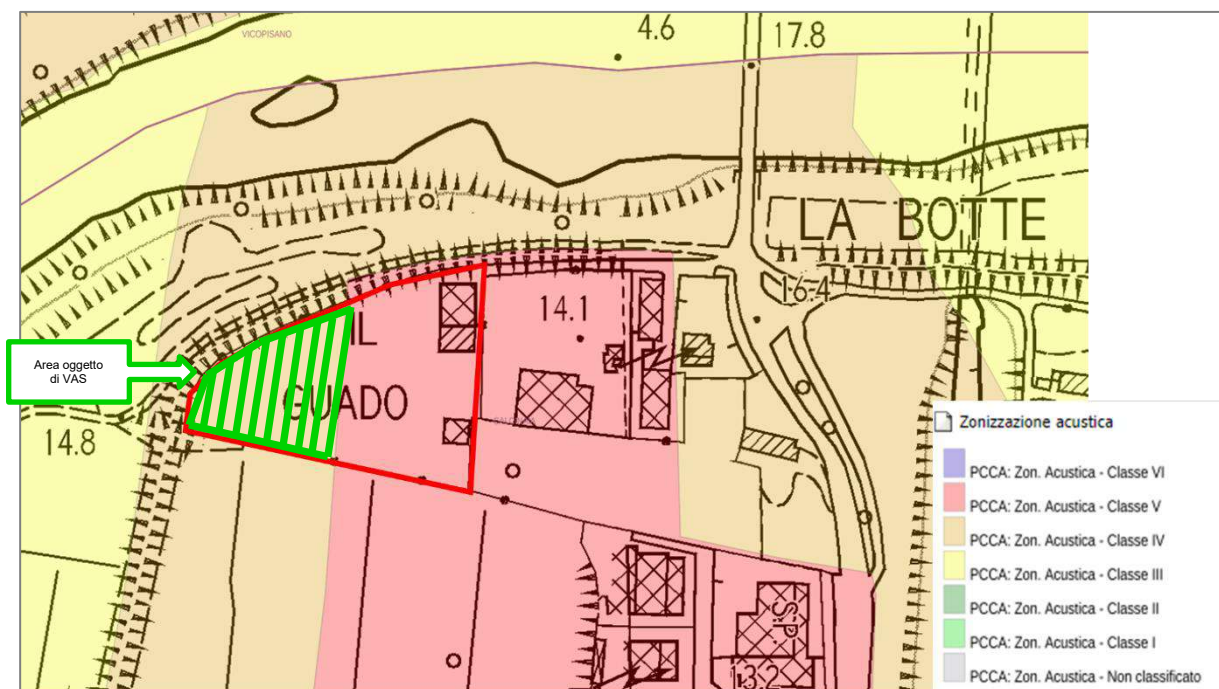 VICOPISANO
4.6
17.8
LA BOTTE
16.4
14.1
IL
GUADO
Area oggetto
di VAS
14.8
S.P.
13.2
Zonizzazione acustica
PCCA: Zon. Acustica - Classe VI
PCCA: Zon. Acustica - Classe V
PCCA: Zon. Acustica - Classe IV
PCCA: Zon. Acustica - Classe III
PCCA: Zon. Acustica - Classe II
PCCA: Zon. Acustica - Classe I
PCCA: Zon. Acustica - Non classificato